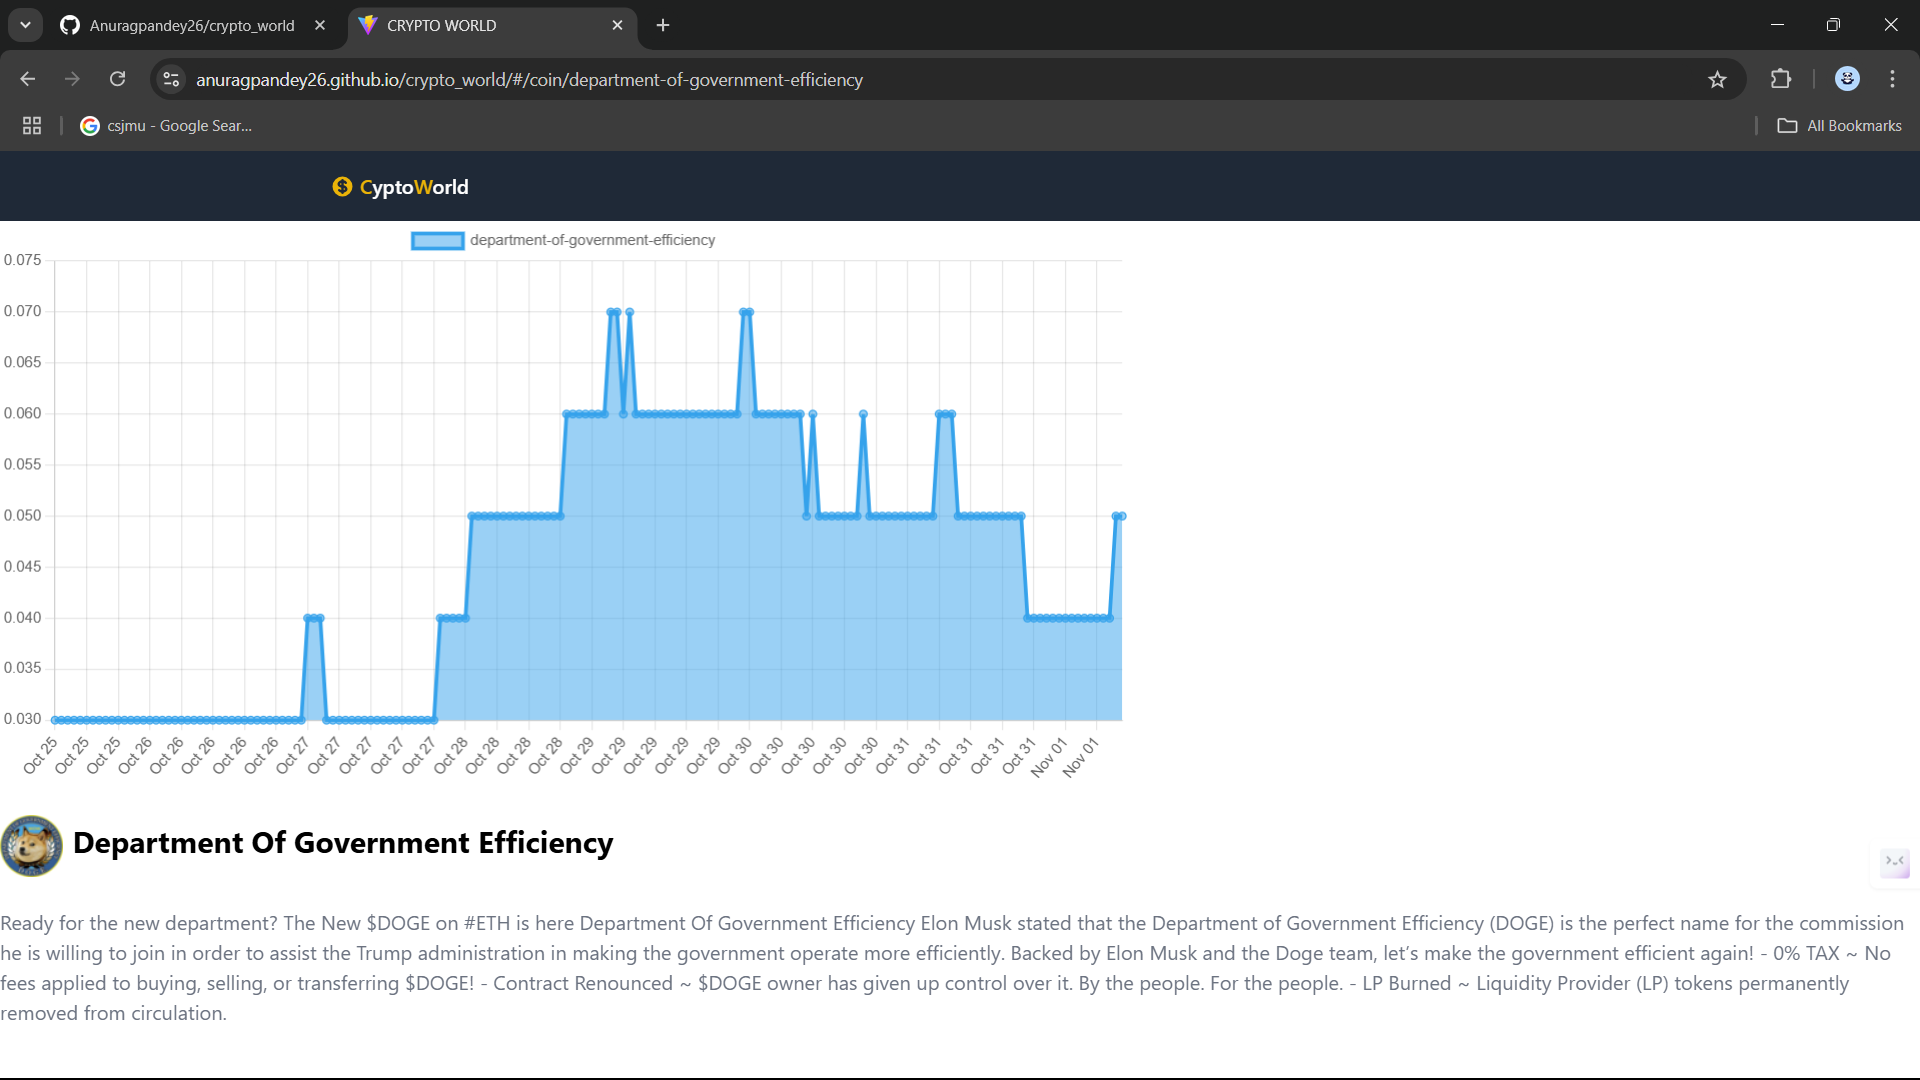 Anuragpandey26/crypto_world
CRYPTO WORLD
anuragpandey26.github.io/crypto_world/#/coin/department-of-government-efficiency
csjmu - Google Sear...
All Bookmarks
CyptoWorld
department-of-government-efficiency
0.075
0.070
0.065
0.060
0.055
0.050
0.045
0.040
0.035
0.030
Oct 25
Oct 25
Oct 25
Oct 26
Oct 26
Oct 26
Oct 26
Oct 26
Oct 27
Oct 27
Oct 27
Oct 27
Oct 27
Oct 28
Oct 28
Oct 28
Oct 28
Oct 29
Oct 29
Oct 29
Oct 29
Oct 29
Oct 30
Oct 30
Oct 30
Oct 30
Oct 30
Oct 31
Oct 31
Oct 31
Oct 31
Oct 31
Nov 01
Nov 01
Department Of Government Efficiency
Ready for the new department? The New $DOGE on #ETH is here Department Of Government Efficiency Elon Musk stated that the Department of Government Efficiency (DOGE) is the perfect name for the commission
he is willing to join in order to assist the Trump administration in making the government operate more efficiently. Backed by Elon Musk and the Doge team, let’s make the government efficient again! - 0% TAX ~ No
fees applied to buying, selling, or transferring $DOGE! - Contract Renounced ~ $DOGE owner has given up control over it. By the people. For the people. - LP Burned ~ Liquidity Provider (LP) tokens permanently
removed from circulation.